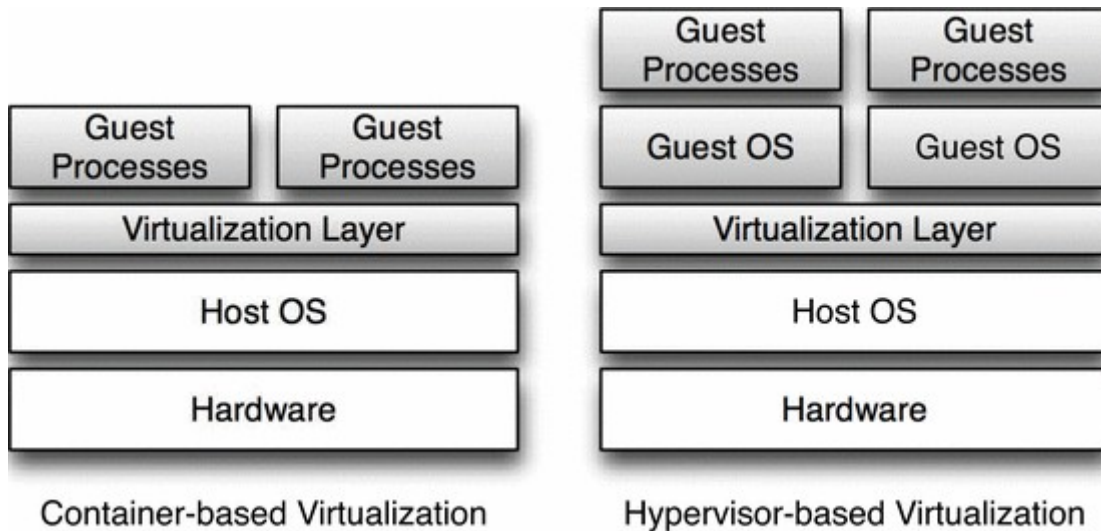 Guest
Processes
Guest
Processes
Virtualization Layer
Host OS
Hardware
Container-based Virtualization
Guest
Processes
Guest
Processes
Guest OS
Guest OS
Virtualization Layer
Host OS
Hardware
Hypervisor-based Virtualization